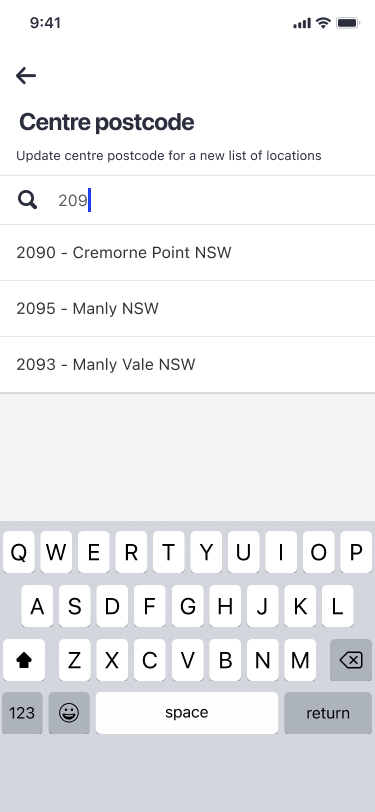 9:41
Centre postcode
Update centre postcode for a new list of locations
209
2090 - Cremorne Point NSW
2095 - Manly NSW
2093 - Manly Vale NSW
Q W E R T Y U I O P
A S D F G H J K L
Z X C V B N M
123 space return